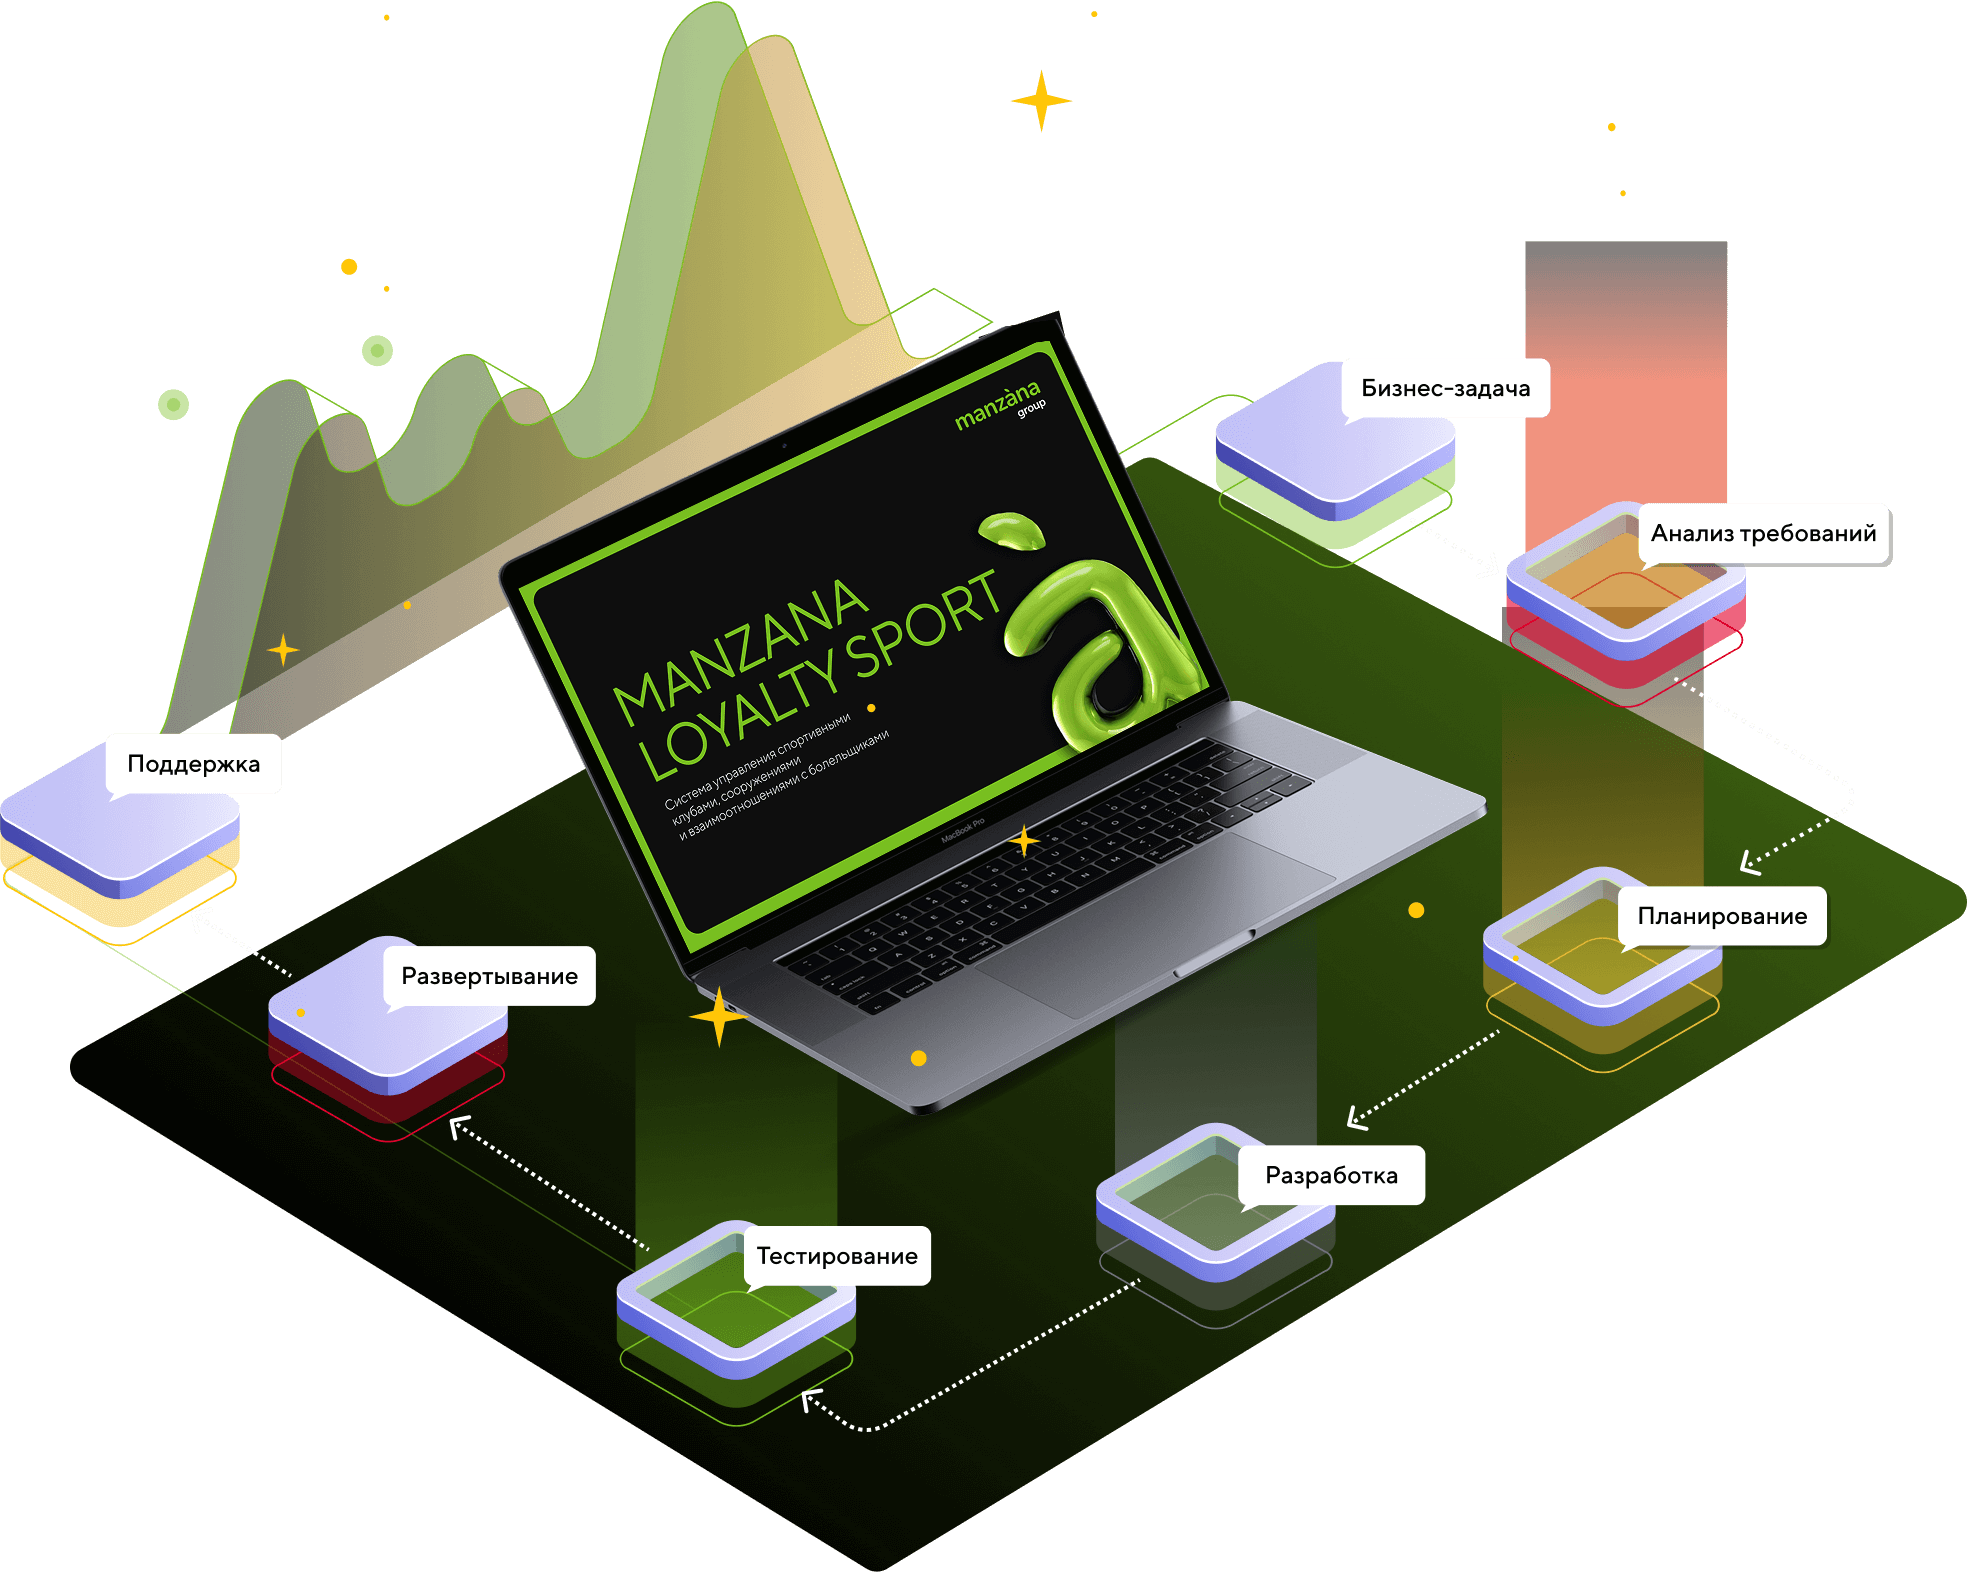 Бизнес-задача
manzàna
group
Анализ требований
MANZANA
LOYALTY SPORT
Система управления спортивными
клубами, сооружениями
и взаимоотношениями с болельщиками
Поддержка
MacBook Pro
Планирование
Развертывание
Разработка
Тестирование